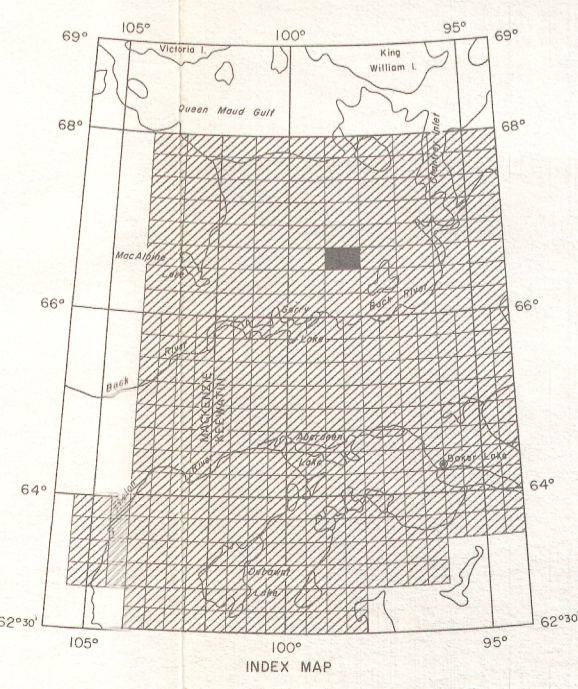 105° 100° 95°
69° 69°
Victoria I.
King
William I.
Queen Maud Gulf
68° 68°
Chantrey Inlet
MacAlpine
Lake
Back River
66° 66°
Garry
Lake
River
Back
MACKENZIE
KEEWATIN
Aberdeen
Lake
River
Baker Lake
64° 64°
Thelon
Dubawnt
Lake
62°30' 62°30'
105° 100° 95°
INDEX MAP